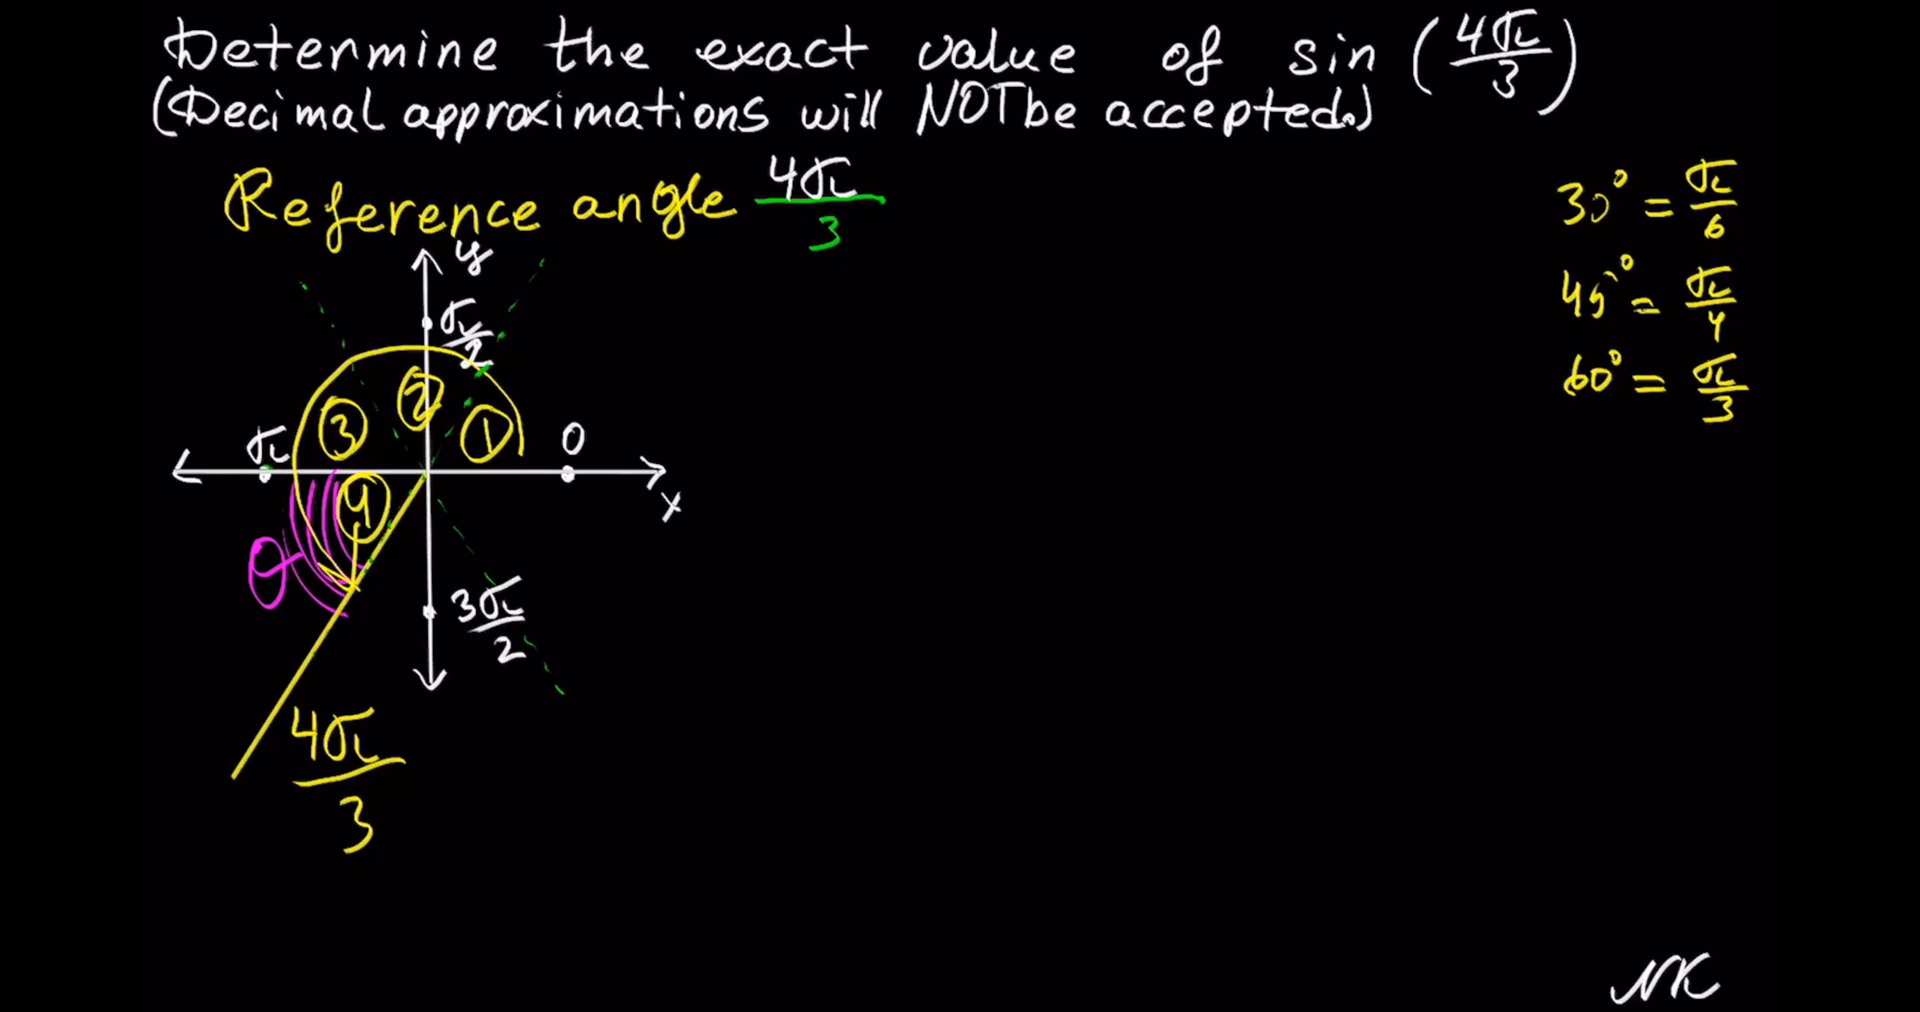 Determine the exact value of sin (4π/3)
(Decimal approximations will NOT be accepted.)
Reference angle 4π/3
30° = π/6
45° = π/4
60° = π/3
y
π/2
3 2 1
π 0
4
x
θ
3π/2
4π/3
NK